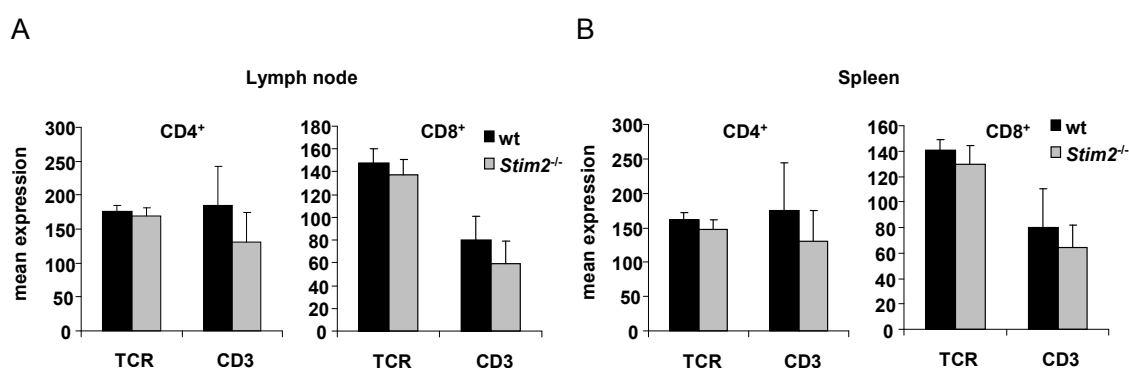 A
B
Lymph node
Spleen
mean expression
300
250
200
150
100
50
0
CD4⁺
TCR
CD3
180
160
140
120
100
80
60
40
20
0
CD8⁺
wt
Stim2⁻/⁻
TCR
CD3
mean expression
300
250
200
150
100
50
0
CD4⁺
TCR
CD3
160
140
120
100
80
60
40
20
0
CD8⁺
wt
Stim2⁻/⁻
TCR
CD3